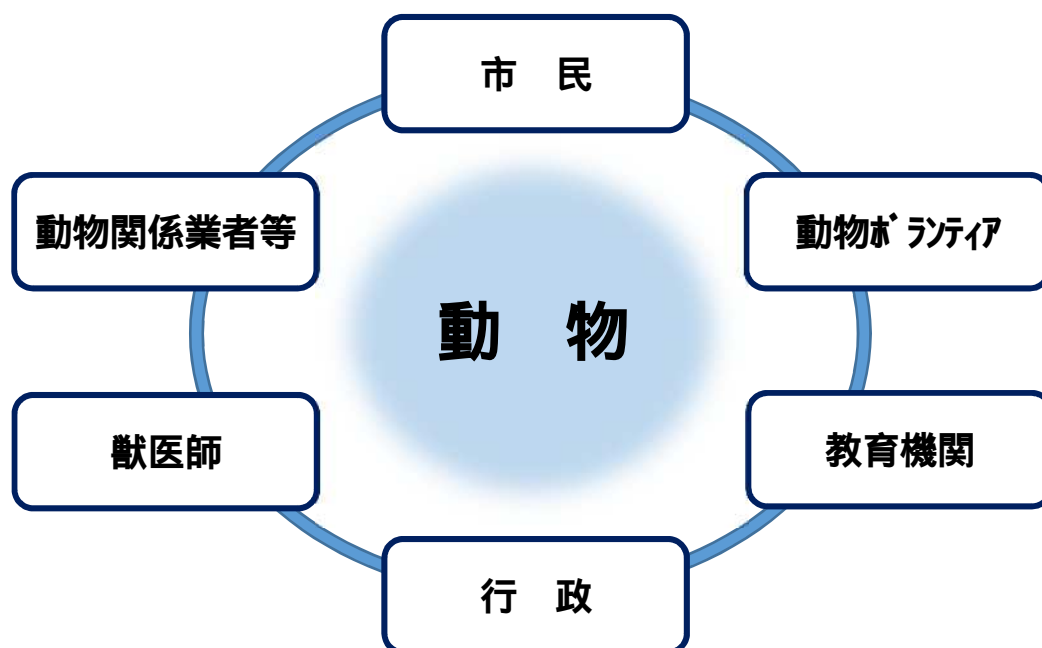 市　民
動物関係業者等
動物ﾎﾞﾗﾝﾃｨｱ
動　物
獣医師
教育機関
行　政